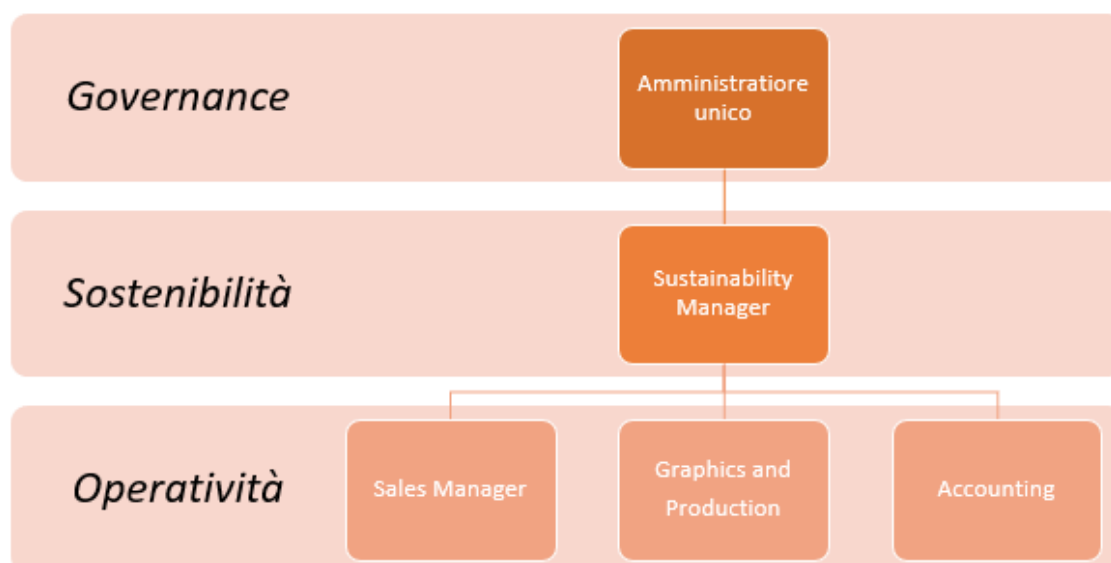 Governance
Amministratiore
unico
Sostenibilità
Sustainability
Manager
Operatività
Sales Manager
Graphics and
Production
Accounting